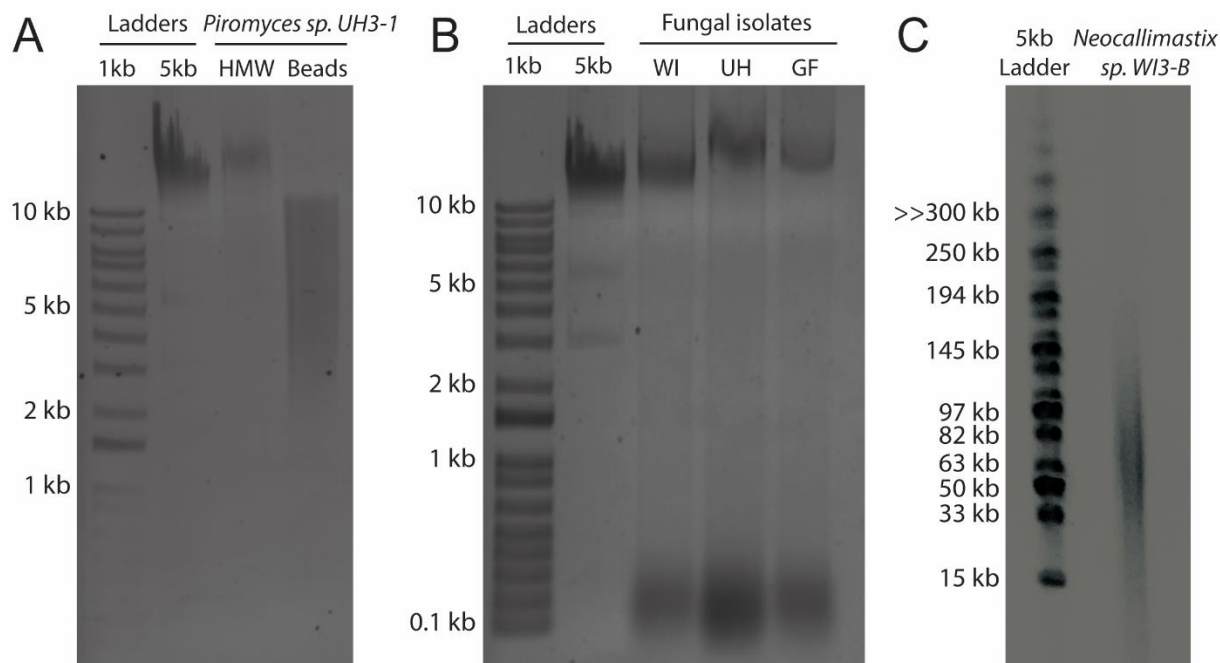 A
Ladders Piromyces sp. UH3-1
1kb 5kb HMW Beads
10 kb
5 kb
2 kb
1 kb
B
Ladders Fungal isolates
1kb 5kb WI UH GF
10 kb
5 kb
2 kb
1 kb
0.1 kb
C
5kb Neocallimastix
Ladder sp. WI3-B
>>300 kb
250 kb
194 kb
145 kb
97 kb
82 kb
63 kb
50 kb
33 kb
15 kb